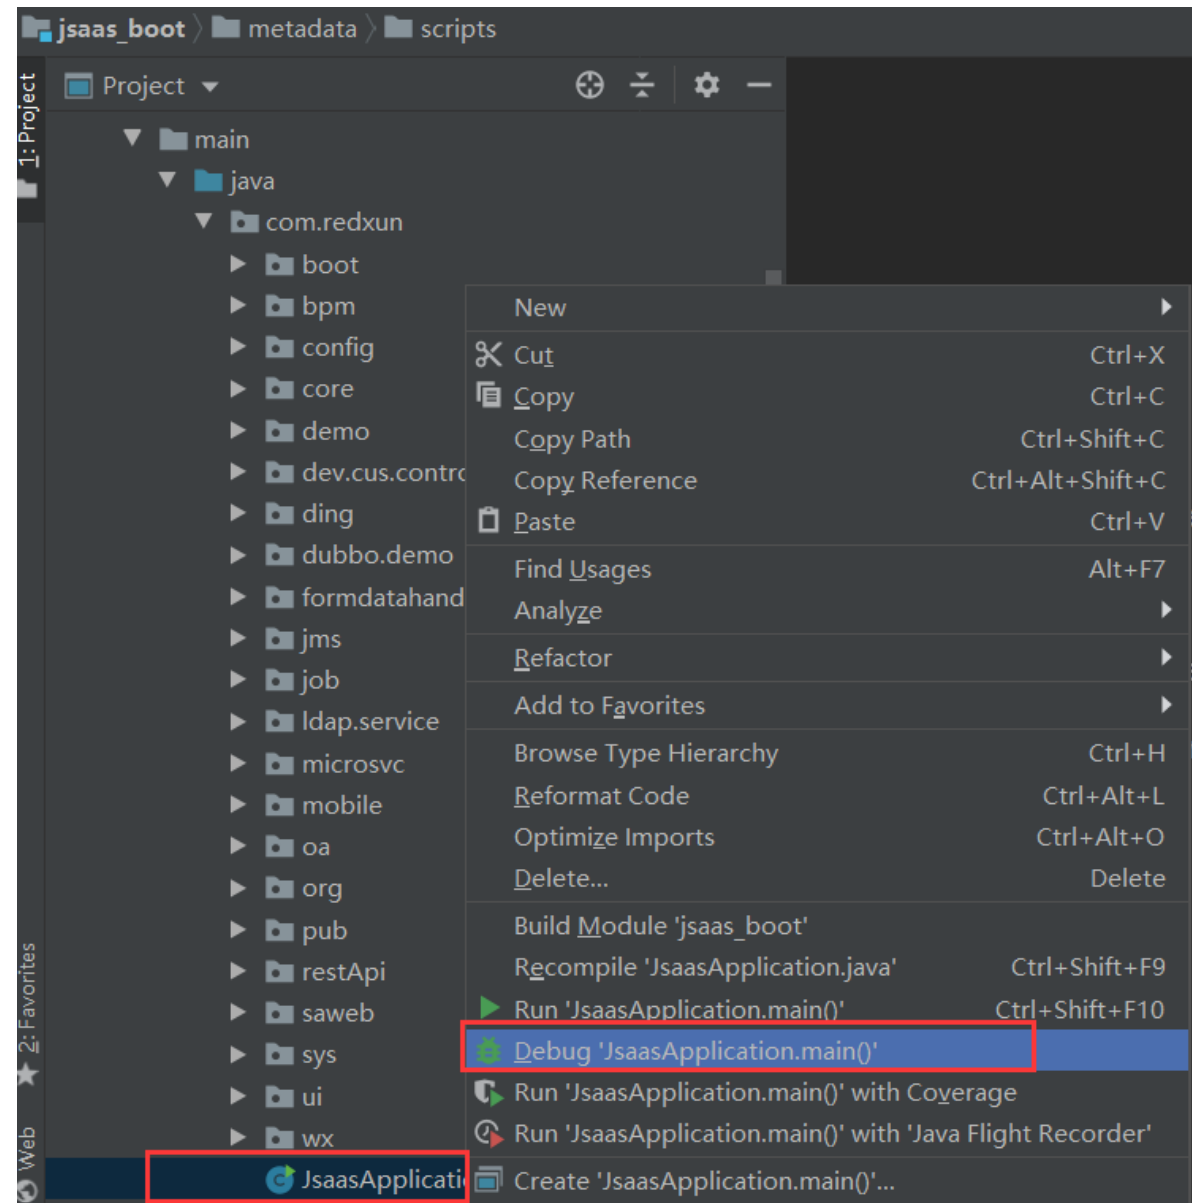 jsaas_boot metadata scripts
1: Project
Project
main
java
com.redxun
boot
bpm
config
core
demo
dev.cus.contro
ding
dubbo.demo
formdatahand
jms
job
ldap.service
microsvc
mobile
oa
org
pub
restApi
saweb
sys
ui
wx
JsaasApplicatio
New
Cut Ctrl+X
Copy Ctrl+C
Copy Path Ctrl+Shift+C
Copy Reference Ctrl+Alt+Shift+C
Paste Ctrl+V
Find Usages Alt+F7
Analyze
Refactor
Add to Favorites
Browse Type Hierarchy Ctrl+H
Reformat Code Ctrl+Alt+L
Optimize Imports Ctrl+Alt+O
Delete... Delete
Build Module 'jsaas_boot'
Recompile 'JsaasApplication.java' Ctrl+Shift+F9
Run 'JsaasApplication.main()' Ctrl+Shift+F10
Debug 'JsaasApplication.main()'
Run 'JsaasApplication.main()' with Coverage
Run 'JsaasApplication.main()' with 'Java Flight Recorder'
Create 'JsaasApplication.main()'...
2: Favorites
Web